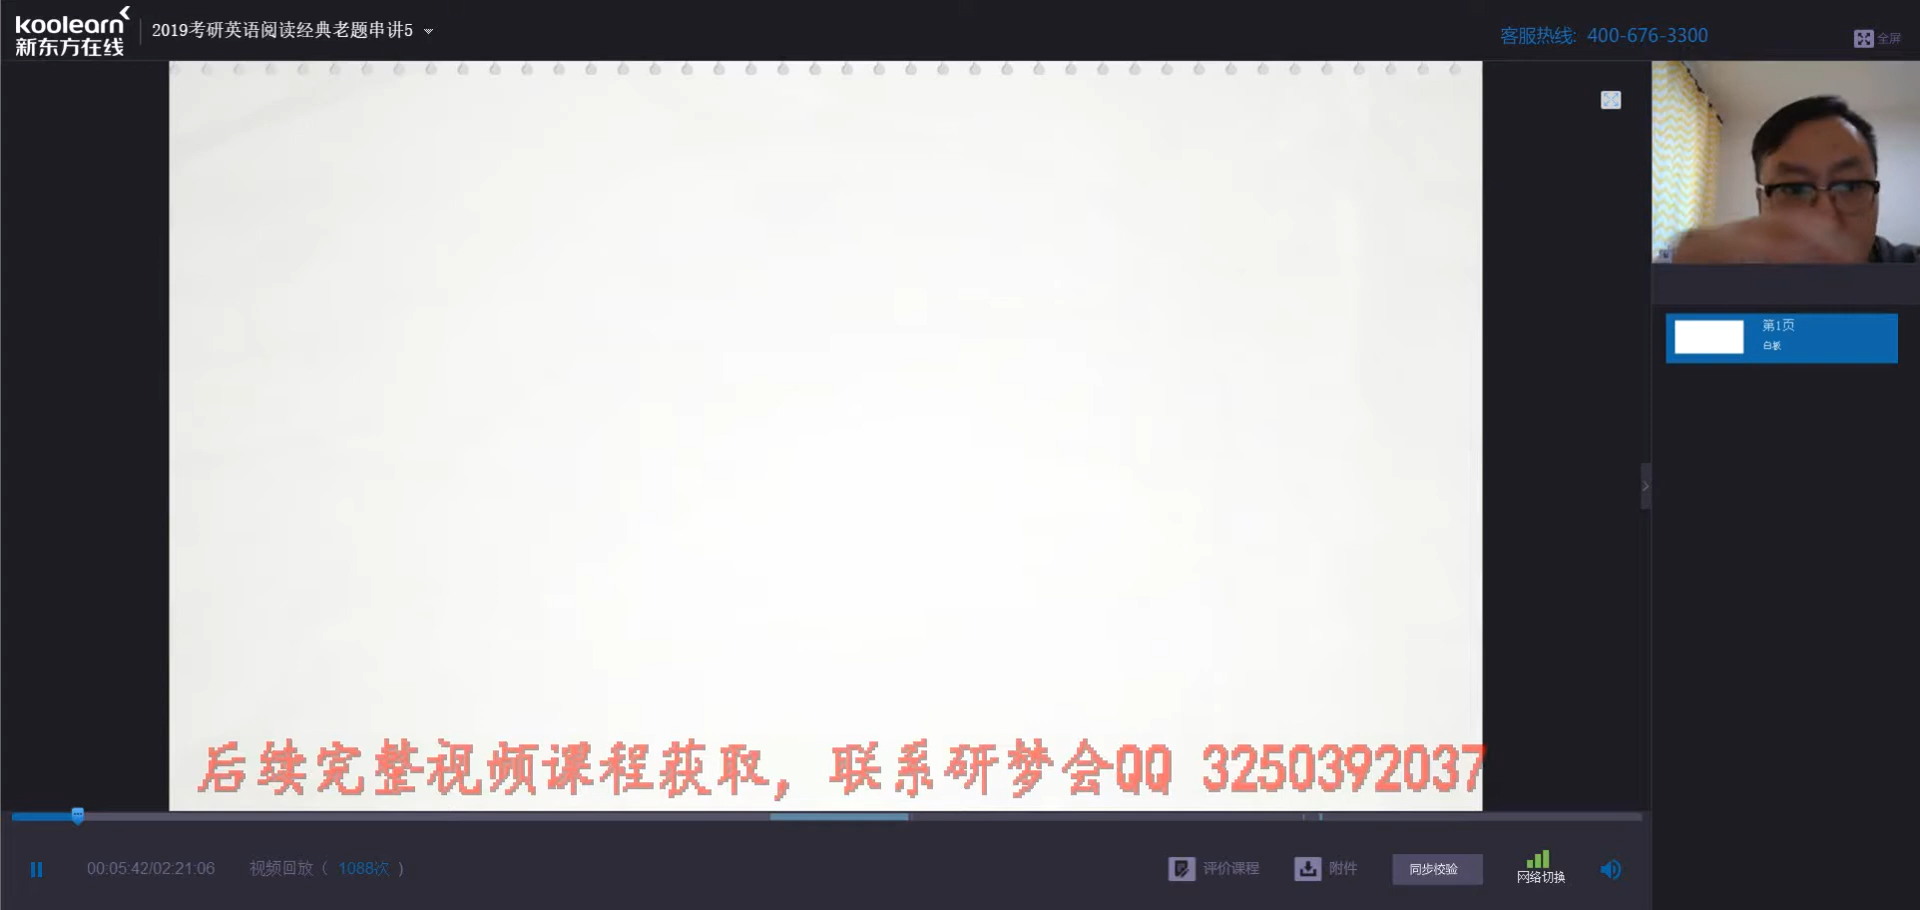 koolearn
新东方在线
2019考研英语阅读经典老题串讲5
客服热线: 400-676-3300
全屏
第1页
白板
后续完整视频课程获取，联系研梦会QQ 3250392037
00:05:42/02:21:06
视频回放（ 1088次 ）
评价课程
附件
同步校验
网络切换